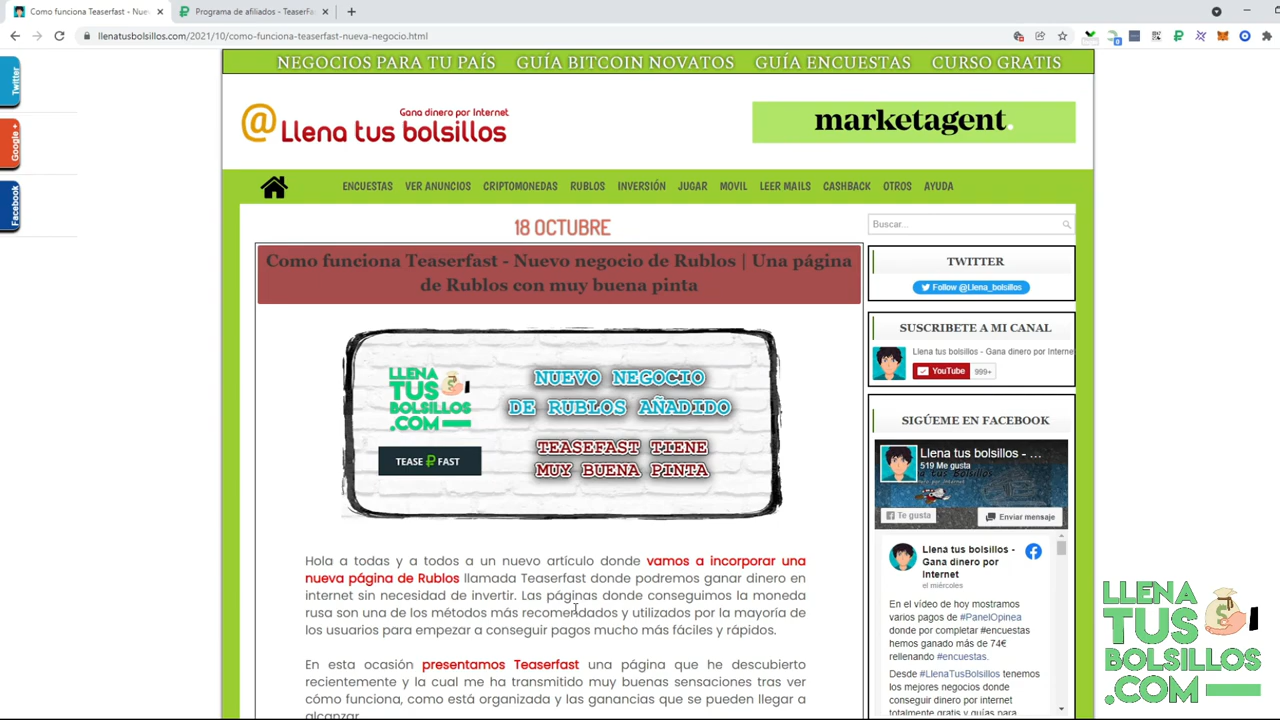 Como funciona Teaserfast - Nue
Programa de afiliados - TeaserF
llenatusbolsillos.com/2021/10/como-funciona-teaserfast-nueva-negocio.html
Twitter
Google +
Facebook
NEGOCIOS PARA TU PAÍS GUÍA BITCOIN NOVATOS GUÍA ENCUESTAS CURSO GRATIS
Gana dinero por Internet
@ Llena tus bolsillos
marketagent.
ENCUESTAS VER ANUNCIOS CRIPTOMONEDAS RUBLOS INVERSIÓN JUGAR MOVIL LEER MAILS CASHBACK OTROS AYUDA
18 OCTUBRE
Como funciona Teaserfast - Nuevo negocio de Rublos | Una página
de Rublos con muy buena pinta
LLENA
TUS
BOLSILLOS
.COM
TEASE FAST
NUEVO NEGOCIO
DE RUBLOS AÑADIDO
TEASEFAST TIENE
MUY BUENA PINTA
Hola a todas y a todos a un nuevo artículo donde vamos a incorporar una
nueva página de Rublos llamada Teaserfast donde podremos ganar dinero en
internet sin necesidad de invertir. Las páginas donde conseguimos la moneda
rusa son una de los métodos más recomendados y utilizados por la mayoría de
los usuarios para empezar a conseguir pagos mucho más fáciles y rápidos.
En esta ocasión presentamos Teaserfast una página que he descubierto
recientemente y la cual me ha transmitido muy buenas sensaciones tras ver
cómo funciona, como está organizada y las ganancias que se pueden llegar a
alcanzar.
Buscar...
TWITTER
Follow @Llena_bolsillos
SUSCRIBETE A MI CANAL
Llena tus bolsillos - Gana dinero por Interne
YouTube 999+
SIGÚEME EN FACEBOOK
Llena tus bolsillos - ...
519 Me gusta
Te gusta
Enviar mensaje
Llena tus bolsillos -
Gana dinero por
Internet
el miércoles
En el vídeo de hoy mostramos
varios pagos de #PanelOpinea
donde por completar #encuestas
hemos ganado más de 74€
rellenando #encuestas.
Desde #LlenaTusBolsillos tenemos
los mejores negocios donde
conseguir dinero por internet
totalmente gratis y guías para
LLENA
TUS
BOLSILLOS
.COM